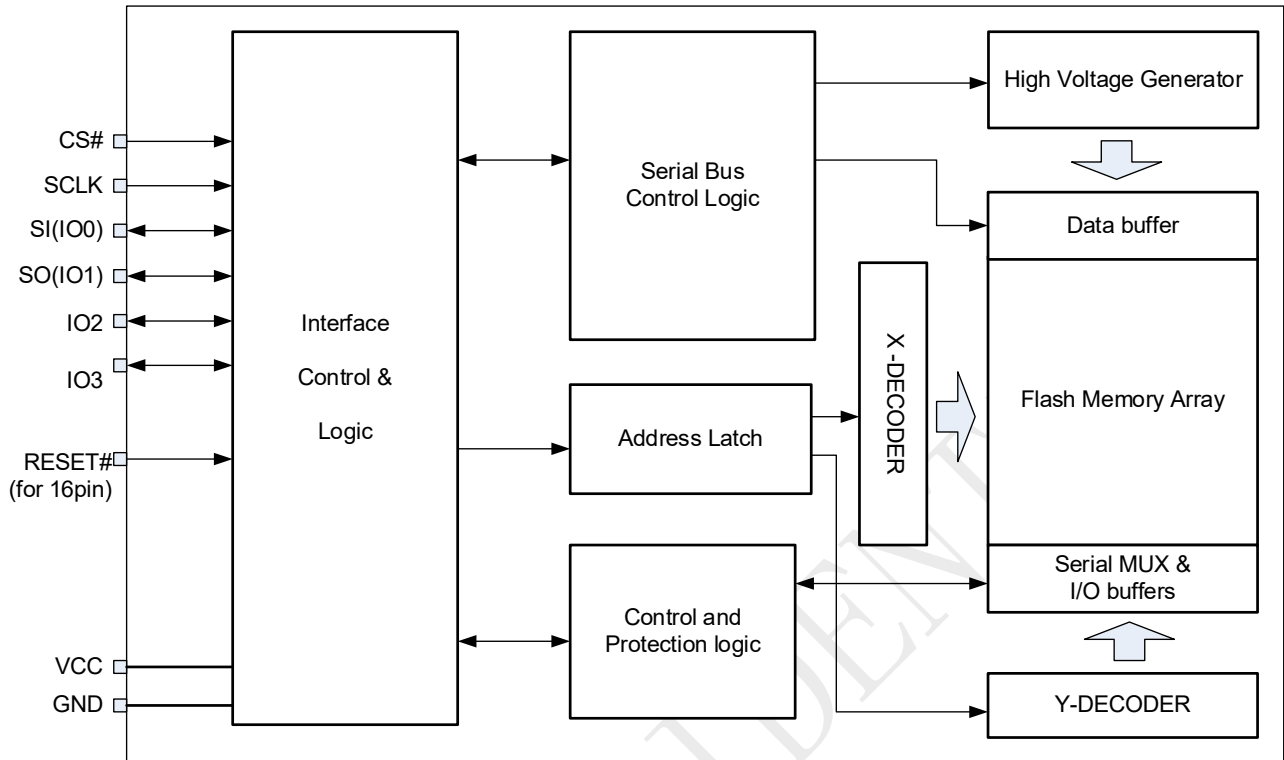 CS#
SCLK
SI(IO0)
SO(IO1)
IO2
IO3
RESET#
(for 16pin)
VCC
GND
Interface
Control &
Logic
Serial Bus
Control Logic
Address Latch
Control and
Protection logic
X-DECODER
High Voltage Generator
Data buffer
Flash Memory Array
Serial MUX &
I/O buffers
Y-DECODER